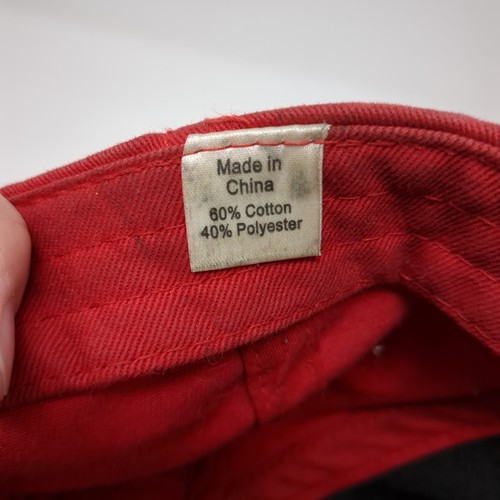 Made in
China
60% Cotton
40% Polyester